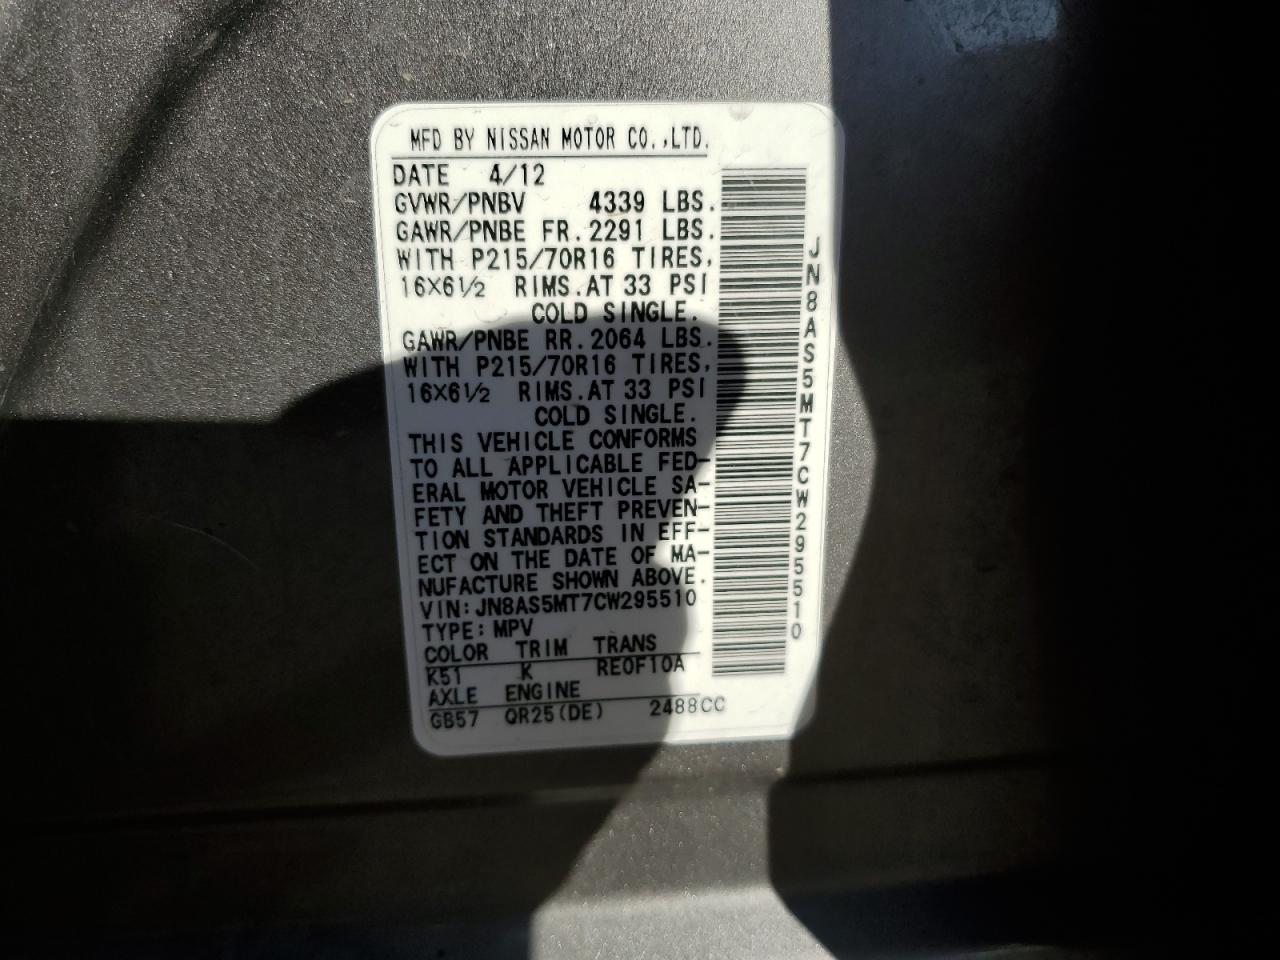 MFD BY NISSAN MOTOR CO.,LTD.
DATE 4/12
GVWR/PNBV 4339 LBS.
GAWR/PNBE FR.2291 LBS.
WITH P215/70R16 TIRES,
16X6½ RIMS.AT 33 PSI
COLD SINGLE.
GAWR/PNBE RR.2064 LBS.
WITH P215/70R16 TIRES,
16X6½ RIMS.AT 33 PSI
COLD SINGLE.
THIS VEHICLE CONFORMS
TO ALL APPLICABLE FED-
ERAL MOTOR VEHICLE SA-
FETY AND THEFT PREVEN-
TION STANDARDS IN EFF-
ECT ON THE DATE OF MA-
NUFACTURE SHOWN ABOVE.
VIN:JN8AS5MT7CW295510
TYPE:MPV
COLOR TRIM TRANS
K51 K RE0F10A
AXLE ENGINE
GB57 QR25(DE) 2488CC
JN8AS5MT7CW295510